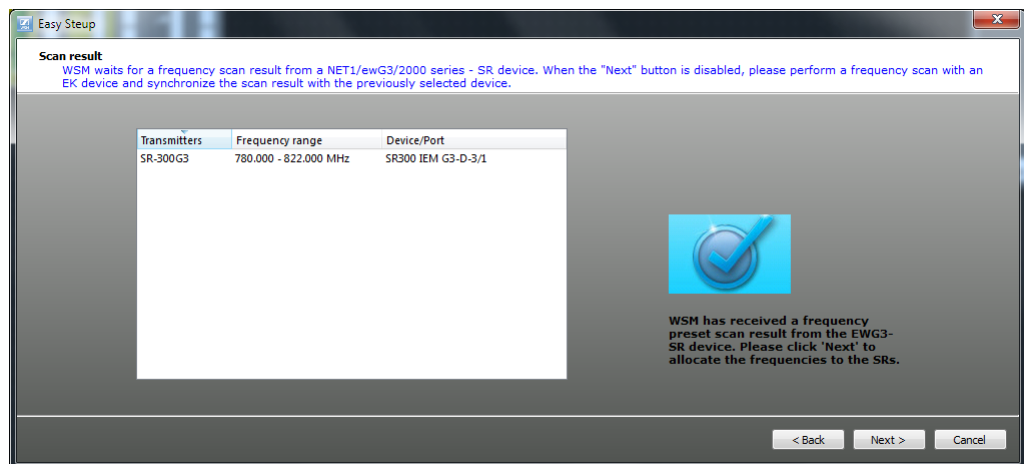 Easy Steup
Scan result
WSM waits for a frequency scan result from a NET1/ewG3/2000 series - SR device. When the "Next" button is disabled, please perform a frequency scan with an
EK device and synchronize the scan result with the previously selected device.
Transmitters Frequency range Device/Port
SR-300G3 780.000 - 822.000 MHz SR300 IEM G3-D-3/1
WSM has received a frequency
preset scan result from the EWG3-
SR device. Please click 'Next' to
allocate the frequencies to the SRs.
< Back Next > Cancel